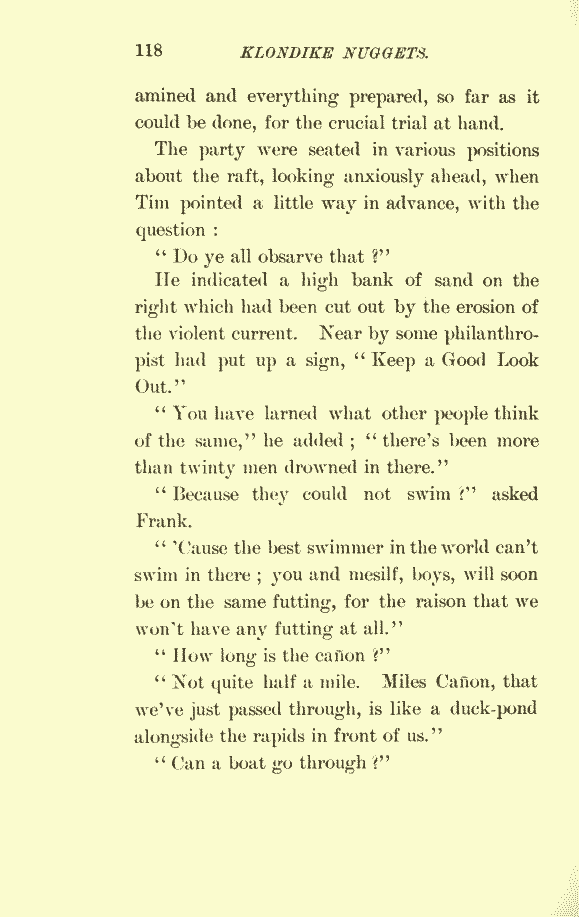 118 KLONDIKE NUGGETS.
amined and everything prepared, so far as it
could be done, for the crucial trial at hand.
The party were seated in various positions
about the raft, looking anxiously ahead, when
Tim pointed a little way in advance, with the
question :
“ Do ye all obsarve that ?”
He indicated a high bank of sand on the
right which had been cut out by the erosion of
the violent current. Near by some philanthro-
pist had put up a sign, “ Keep a Good Look
Out.”
“ You have larned what other people think
of the same,” he added ; “ there’s been more
than twinty men drowned in there.”
“ Because they could not swim ?” asked
Frank.
“ ’Cause the best swimmer in the world can’t
swim in there ; you and mesilf, boys, will soon
be on the same futting, for the raison that we
won’t have any futting at all.”
“ How long is the cañon ?”
“ Not quite half a mile. Miles Cañon, that
we’ve just passed through, is like a duck-pond
alongside the rapids in front of us.”
“ Can a boat go through ?”